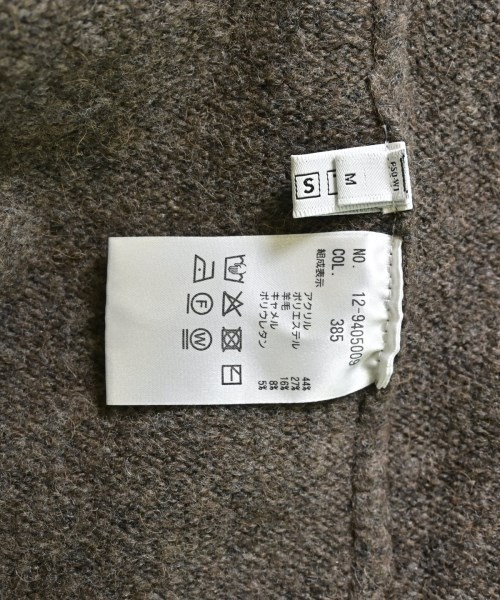 S
M
NO. 12-9405009
COL. 385
組成表示
アクリル 44%
ポリエステル 27%
羊毛 16%
キャメル 8%
ポリウレタン 5%
F
W